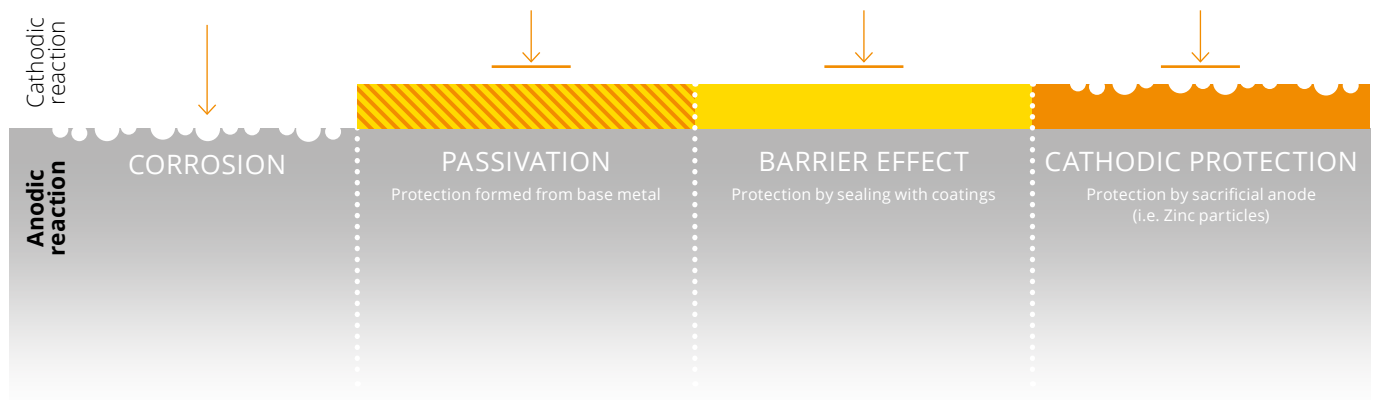 Cathodic
reaction
Anodic
reaction
CORROSION
PASSIVATION
Protection formed from base metal
BARRIER EFFECT
Protection by sealing with coatings
CATHODIC PROTECTION
Protection by sacrificial anode
(i.e. Zinc particles)